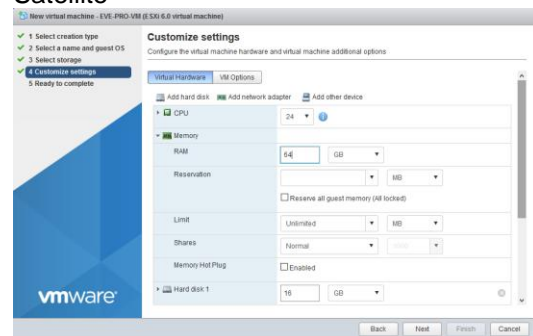 Satellite
New virtual machine - EVE-PRO-VM (ESXi 6.0 virtual machine)
1 Select creation type
2 Select a name and guest OS
3 Select storage
4 Customize settings
5 Ready to complete
Customize settings
Configure the virtual machine hardware and virtual machine additional options
Virtual Hardware VM Options
Add hard disk Add network adapter Add other device
CPU 24
Memory
RAM 64 GB
Reservation MB
Reserve all guest memory (All locked)
Limit Unlimited MB
Shares Normal
Memory Hot Plug Enabled
Hard disk 1 16 GB
vmware
Back Next Finish Cancel